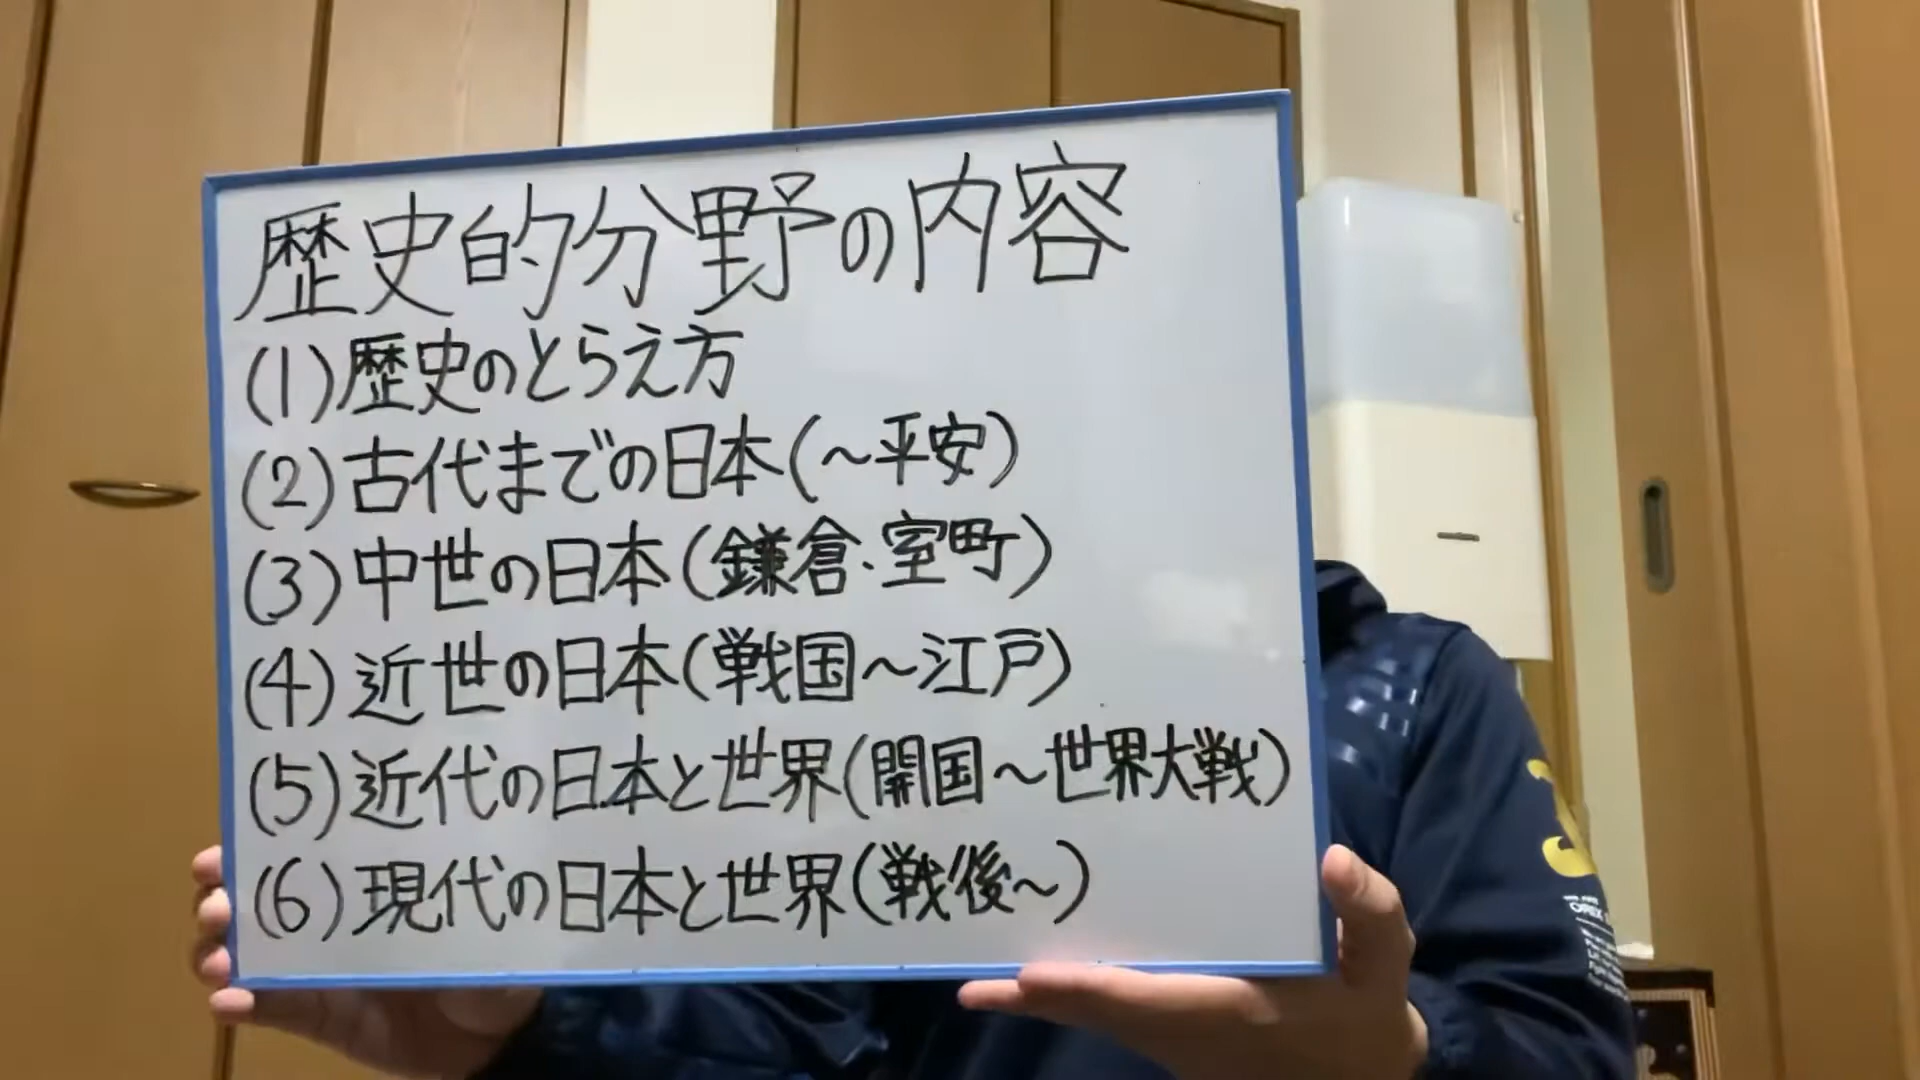 歴史的分野の内容
(1)歴史のとらえ方
(2)古代までの日本(~平安)
(3)中世の日本(鎌倉·室町)
(4)近世の日本(戦国~江戸)
(5)近代の日本と世界(開国~世界大戦)
(6)現代の日本と世界(戦後~)